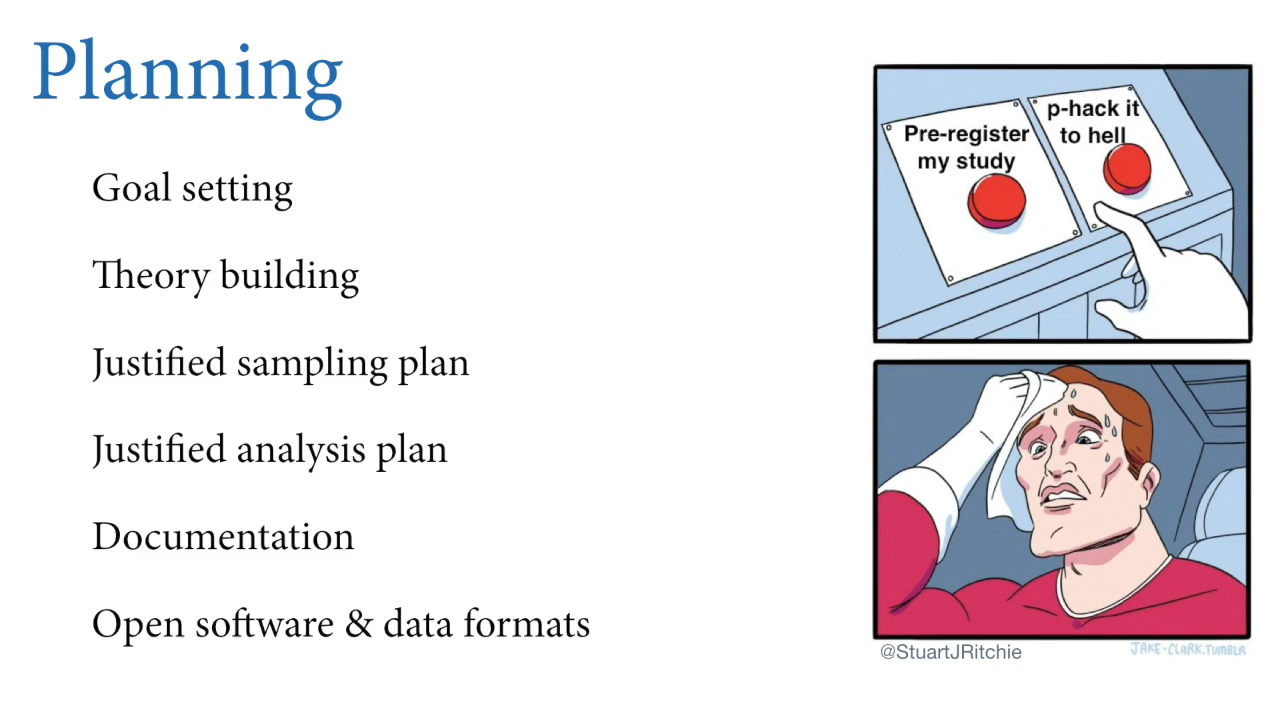 Planning
Goal setting
Theory building
Justified sampling plan
Justified analysis plan
Documentation
Open software & data formats
Pre-register
my study
p-hack it
to hell
@StuartJRitchie
JAKE-CLARK.TUMBLR